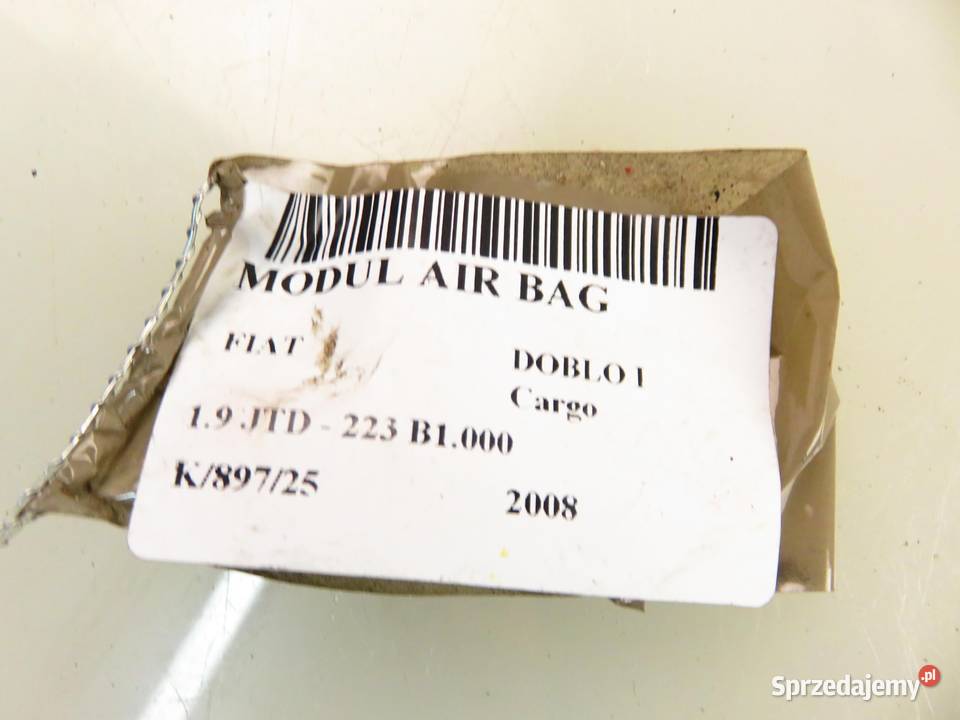 MODUL AIR BAG
FIAT
DOBLO I
Cargo
1.9 JTD - 223 B1.000
K/897/25
2008
Sprzedajemy.pl